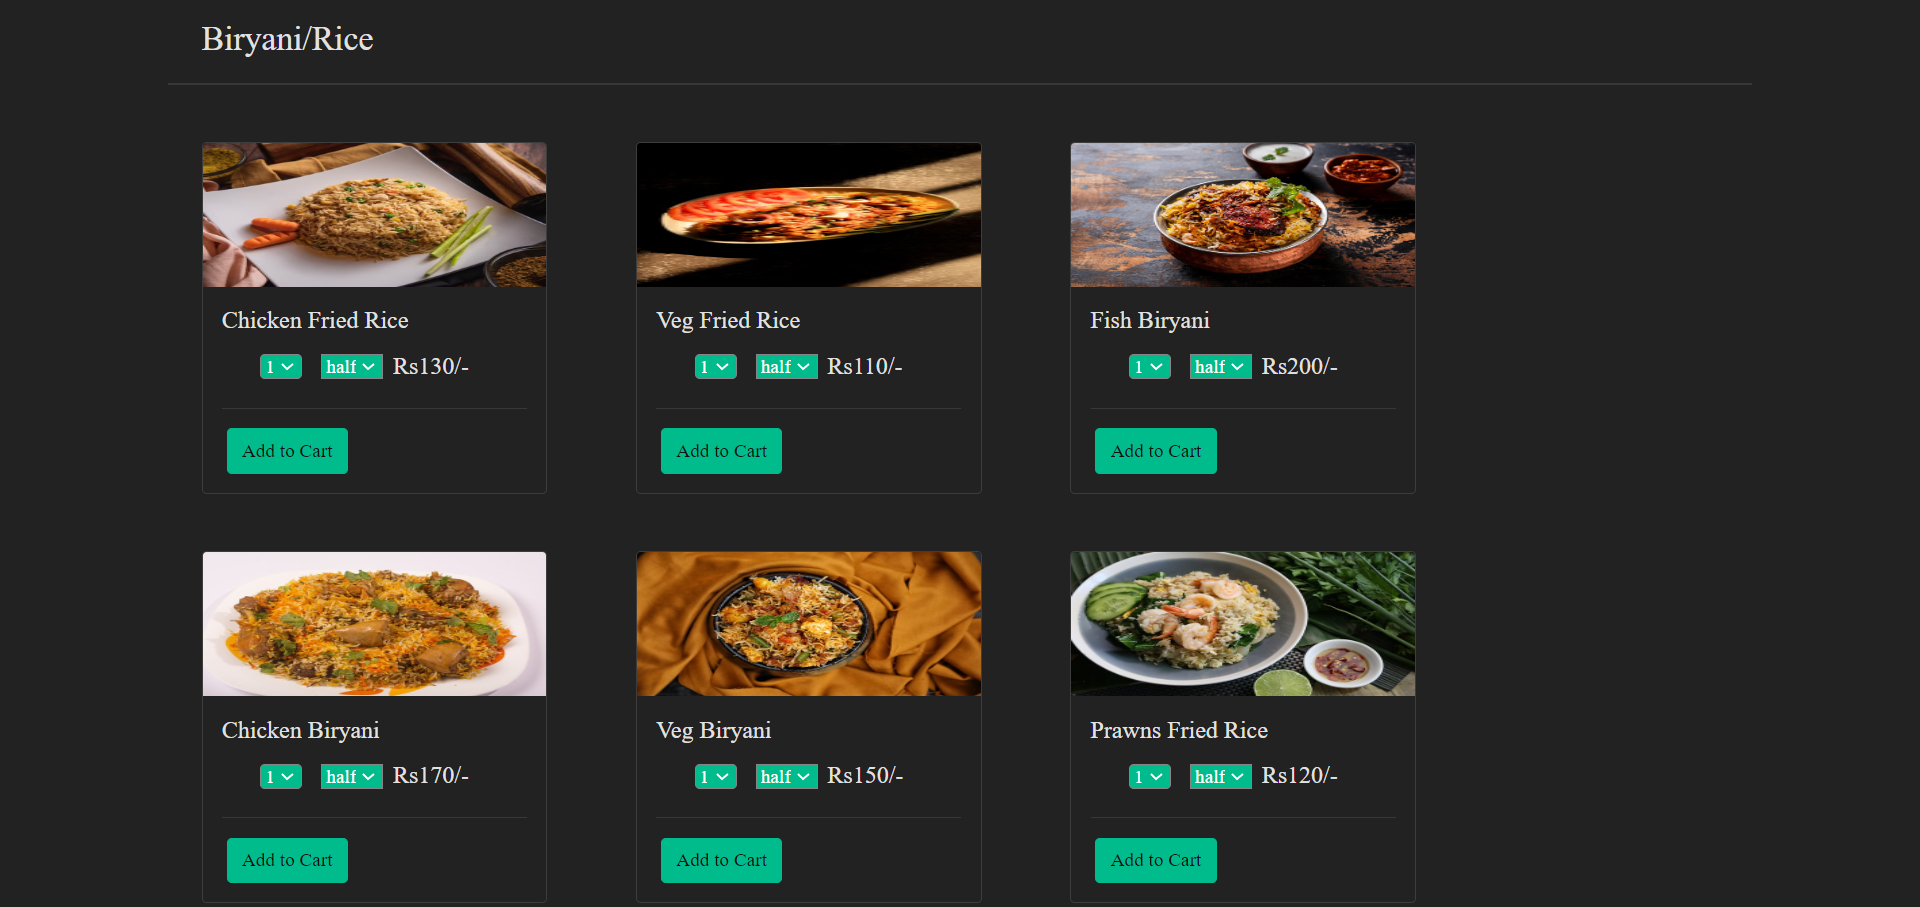 Biryani/Rice
Chicken Fried Rice
1 half Rs130/-
Add to Cart
Veg Fried Rice
1 half Rs110/-
Add to Cart
Fish Biryani
1 half Rs200/-
Add to Cart
Chicken Biryani
1 half Rs170/-
Add to Cart
Veg Biryani
1 half Rs150/-
Add to Cart
Prawns Fried Rice
1 half Rs120/-
Add to Cart